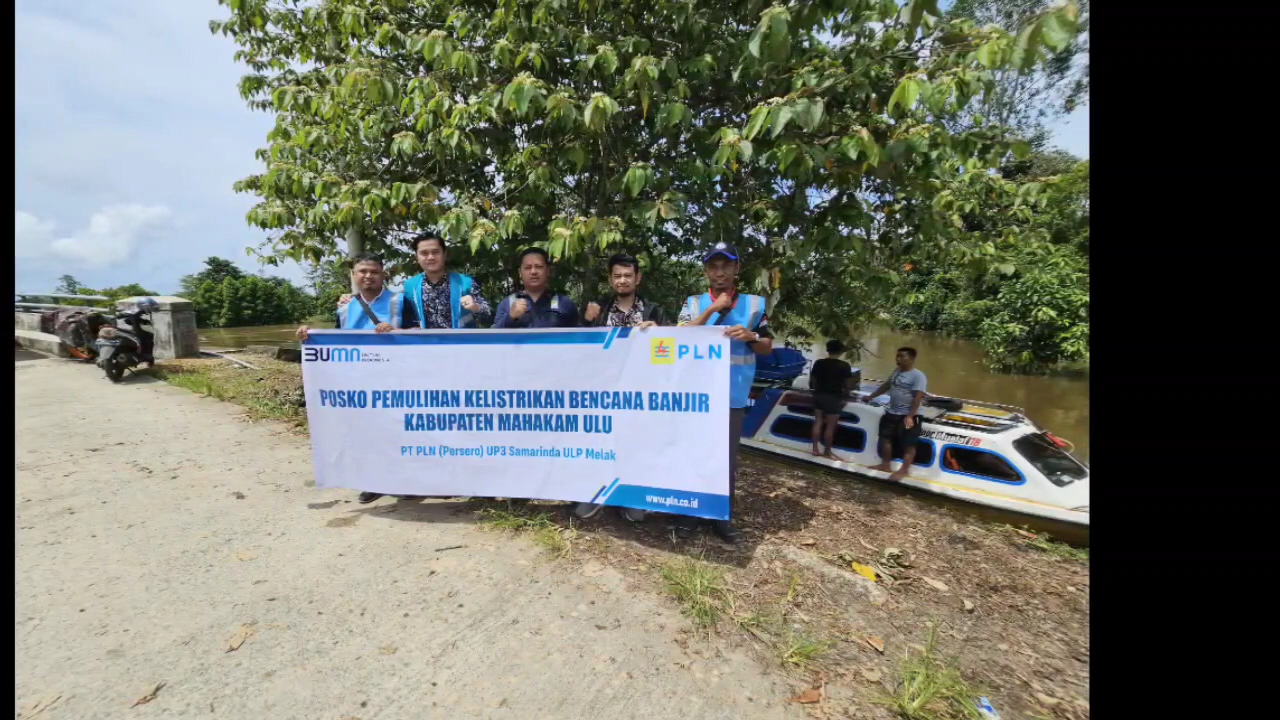 BUMN
PLN
POSKO PEMULIHAN KELISTRIKAN BENCANA BANJIR
KABUPATEN MAHAKAM ULU
PT PLN (Persero) UP3 Samarinda ULP Melak
www.pln.co.id